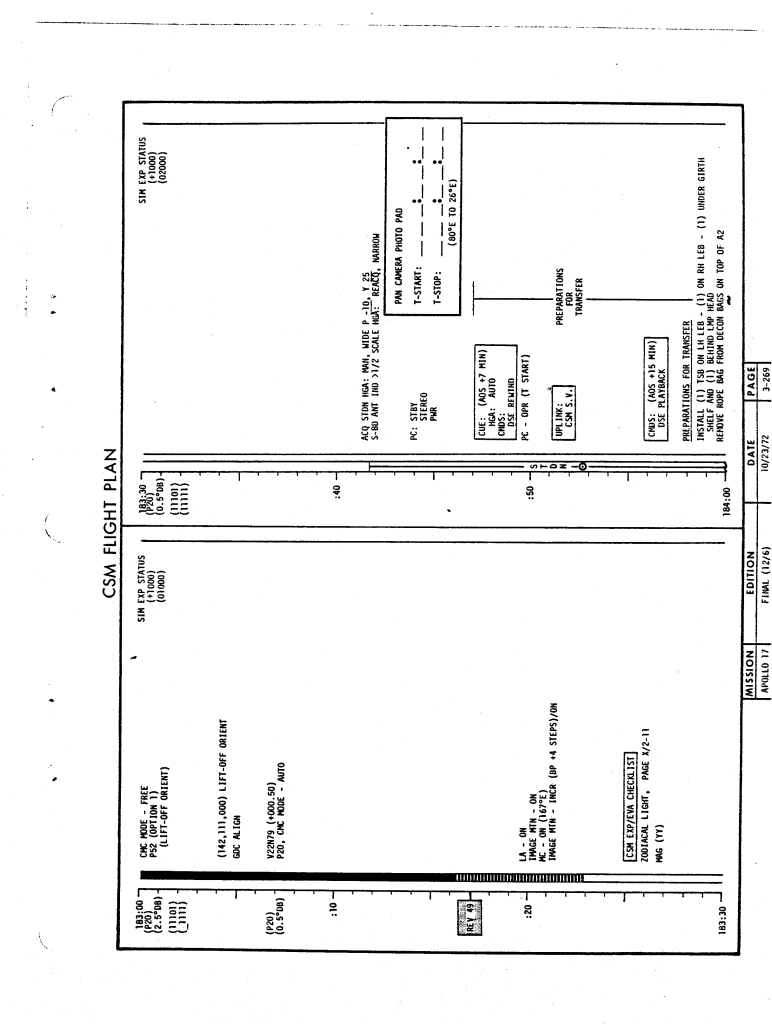 CSM FLIGHT PLAN
183:00
(P20)
(2.5°DB)
(11101)
(_1111)
CMC MODE - FREE
P52 (OPTION 1)
(LIFT-OFF ORIENT)
SIM EXP STATUS
(+1000)
(01000)
(142,111,000) LIFT-OFF ORIENT
GDC ALIGN
(P20)
(0.5°DB)
V22N79 (+000.50)
P20, CMC MODE - AUTO
:10
REV 49
:20
LA - ON
IMAGE MTN - ON
MC - ON (167°E)
IMAGE MTN - INCR (BP +4 STEPS)/ON
CSM EXP/EVA CHECKLIST
ZODIACAL LIGHT, PAGE X/2-11
MAG (YY)
183:30
183:30
(P20)
(0.5°DB)
(11101)
(11111)
SIM EXP STATUS
(+1000)
(02000)
:40
ACQ STDN HGA: MAN, WIDE P -10, Y 25
S-BD ANT IND >1/2 SCALE HGA: REACQ, NARROW
PC: STBY
STEREO
PWR
PAN CAMERA PHOTO PAD
T-START: __ __ __:__ __:__ __
T-STOP: __ __ __:__ __:__ __
(80°E TO 26°E)
CUE: (AOS +7 MIN)
HGA: AUTO
CMDS:
DSE REWIND
PC - OPR (T START)
:50
STDN
UPLINK:
CSM S.V.
PREPARATIONS
FOR
TRANSFER
CMDS: (AOS +15 MIN)
DSE PLAYBACK
PREPARATIONS FOR TRANSFER
INSTALL (1) TSB ON LH LEB - (1) ON RH LEB - (1) UNDER GIRTH
SHELF AND (1) BEHIND LMP HEAD
REMOVE ROPE BAG FROM DECON BAGS ON TOP OF A2
184:00
MISSION EDITION DATE PAGE
APOLLO 17 FINAL (12/6) 10/23/72 3-269